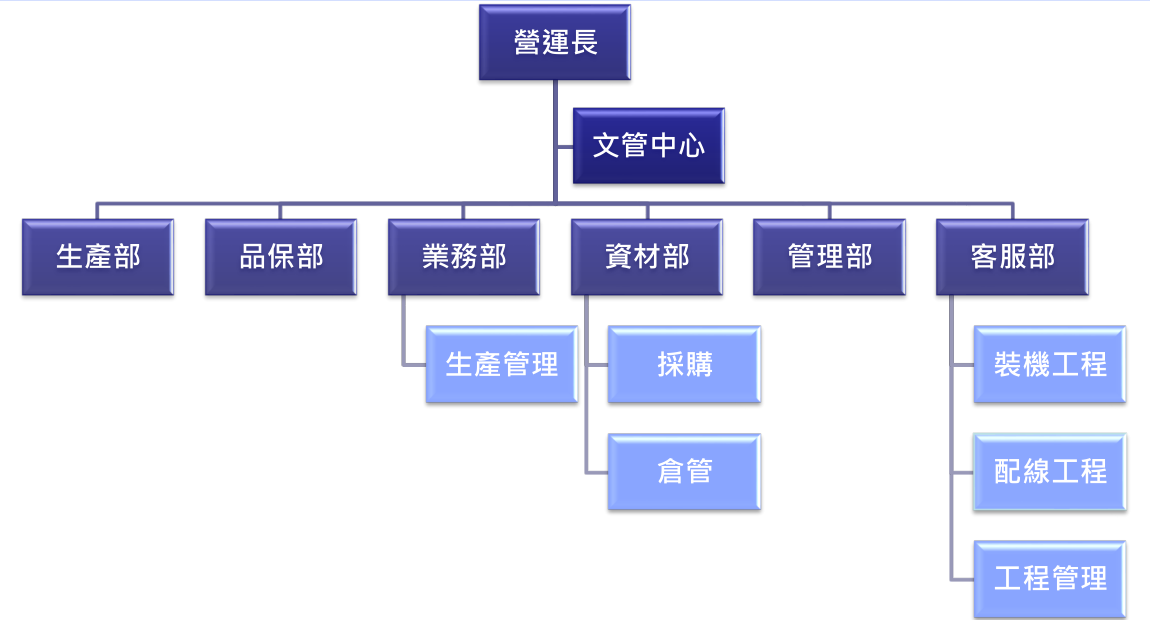 營運長
文管中心
生產部
品保部
業務部
資材部
管理部
客服部
生產管理
採購
裝機工程
倉管
配線工程
工程管理